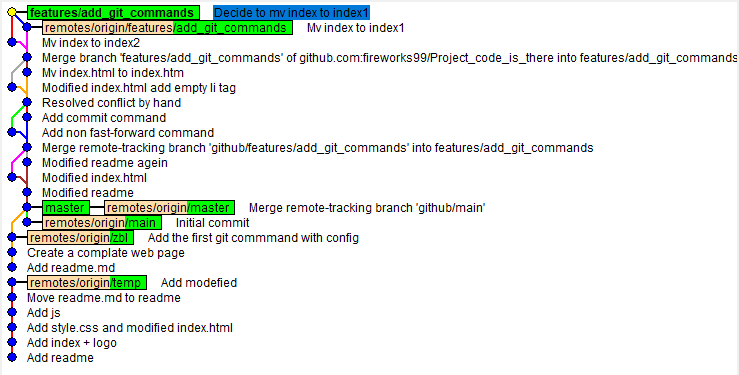 features/add_git_commands Decide to mv index to index1
remotes/origin/features/add_git_commands Mv index to index1
Mv index to index2
Merge branch 'features/add_git_commands' of github.com:fireworks99/Project_code_is_there into features/add_git_commands
Mv index.html to index.htm
Modified index.html add empty li tag
Resolved conflict by hand
Add commit command
Add non fast-forward command
Merge remote-tracking branch 'github/features/add_git_commands' into features/add_git_commands
Modified readme agein
Modified index.html
Modified readme
master remotes/origin/master Merge remote-tracking branch 'github/main'
remotes/origin/main Initial commit
remotes/origin/zbl Add the first git commmand with config
Create a complate web page
Add readme.md
remotes/origin/temp Add modefied
Move readme.md to readme
Add js
Add style.css and modified index.html
Add index + logo
Add readme